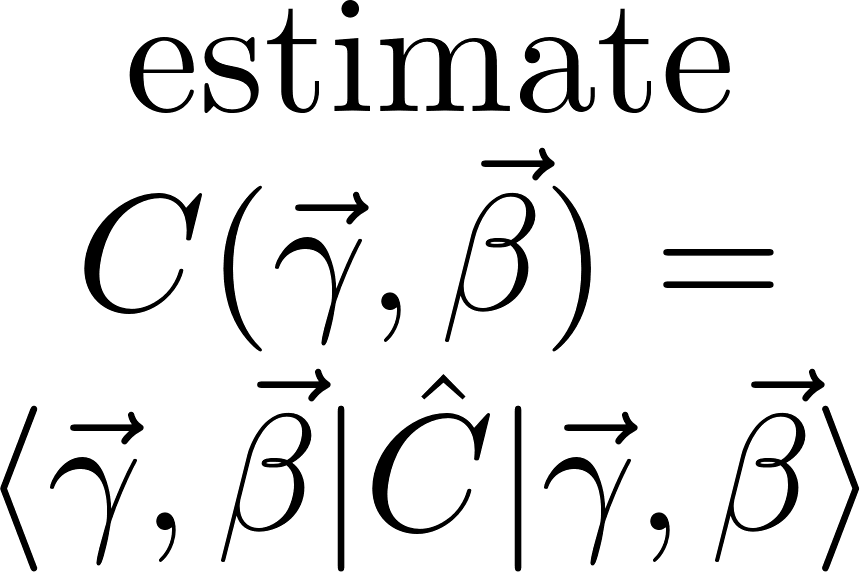 estimate
$C(\vec{\gamma}, \vec{\beta}) =$
$\langle \vec{\gamma}, \vec{\beta} | \hat{C} | \vec{\gamma}, \vec{\beta} \rangle$